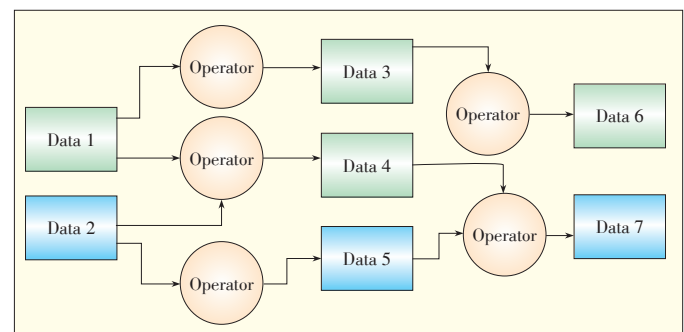 Operator
Data 3
Operator
Data 6
Data 1
Operator
Data 4
Data 2
Operator
Data 7
Data 5
Operator